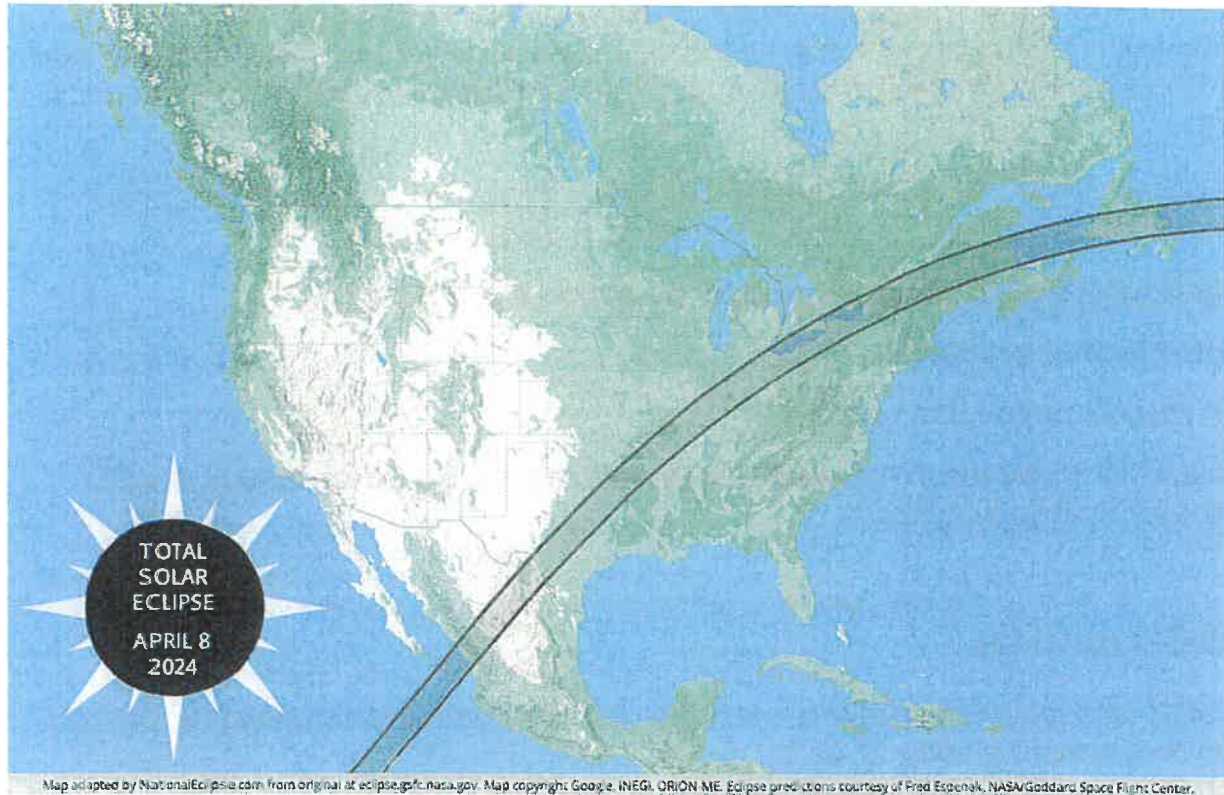 TOTAL
SOLAR
ECLIPSE
APRIL 8
2024
Map adapted by NationalEclipse.com from original at eclipse.gsfc.nasa.gov. Map copyright Google, INEGI, ORION-ME. Eclipse predictions courtesy of Fred Espenak, NASA/Goddard Space Flight Center.